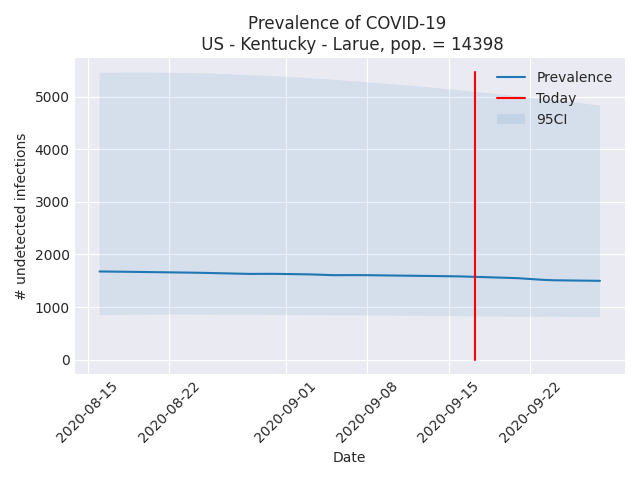 Prevalence of COVID-19
US - Kentucky - Larue, pop. = 14398
Prevalence
Today
95CI
# undetected infections
5000
4000
3000
2000
1000
0
2020-08-15
2020-08-22
2020-09-01
2020-09-08
2020-09-15
2020-09-22
Date